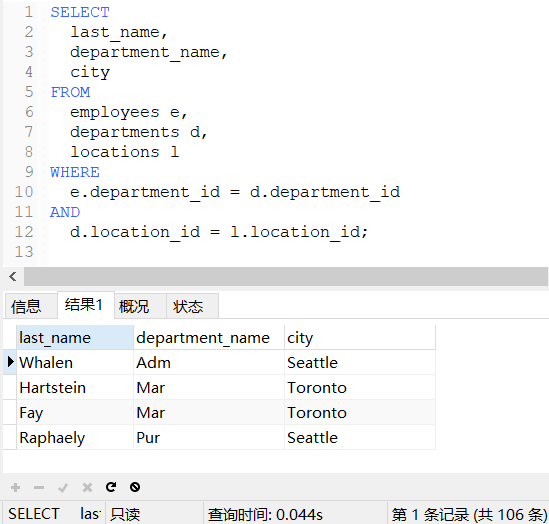 1 SELECT
2 last_name,
3 department_name,
4 city
5 FROM
6 employees e,
7 departments d,
8 locations l
9 WHERE
10 e.department_id = d.department_id
11 AND
12 d.location_id = l.location_id;
13
信息 结果1 概况 状态
last_name department_name city
Whalen Adm Seattle
Hartstein Mar Toronto
Fay Mar Toronto
Raphaely Pur Seattle
SELECT las 只读 查询时间: 0.044s 第 1 条记录 (共 106 条)